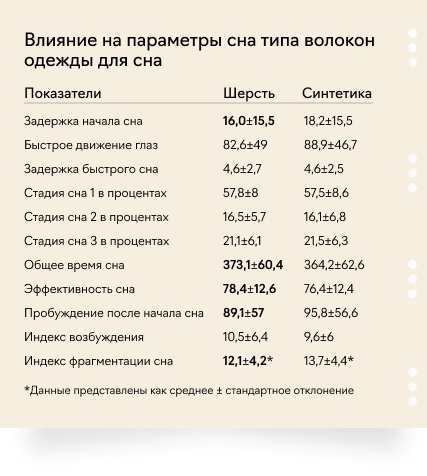 Влияние на параметры сна типа волокон
одежды для сна
Показатели Шерсть Синтетика
Задержка начала сна 16,0±15,5 18,2±15,5
Быстрое движение глаз 82,6±49 88,9±46,7
Задержка быстрого сна 4,6±2,7 4,6±2,5
Стадия сна 1 в процентах 57,8±8 57,5±8,6
Стадия сна 2 в процентах 16,5±5,7 16,1±6,8
Стадия сна 3 в процентах 21,1±6,1 21,5±6,3
Общее время сна 373,1±60,4 364,2±62,6
Эффективность сна 78,4±12,6 76,4±12,4
Пробуждение после начала сна 89,1±57 95,8±56,6
Индекс возбуждения 10,5±6,4 9,6±6
Индекс фрагментации сна 12,1±4,2* 13,7±4,4*
*Данные представлены как среднее ± стандартное отклонение